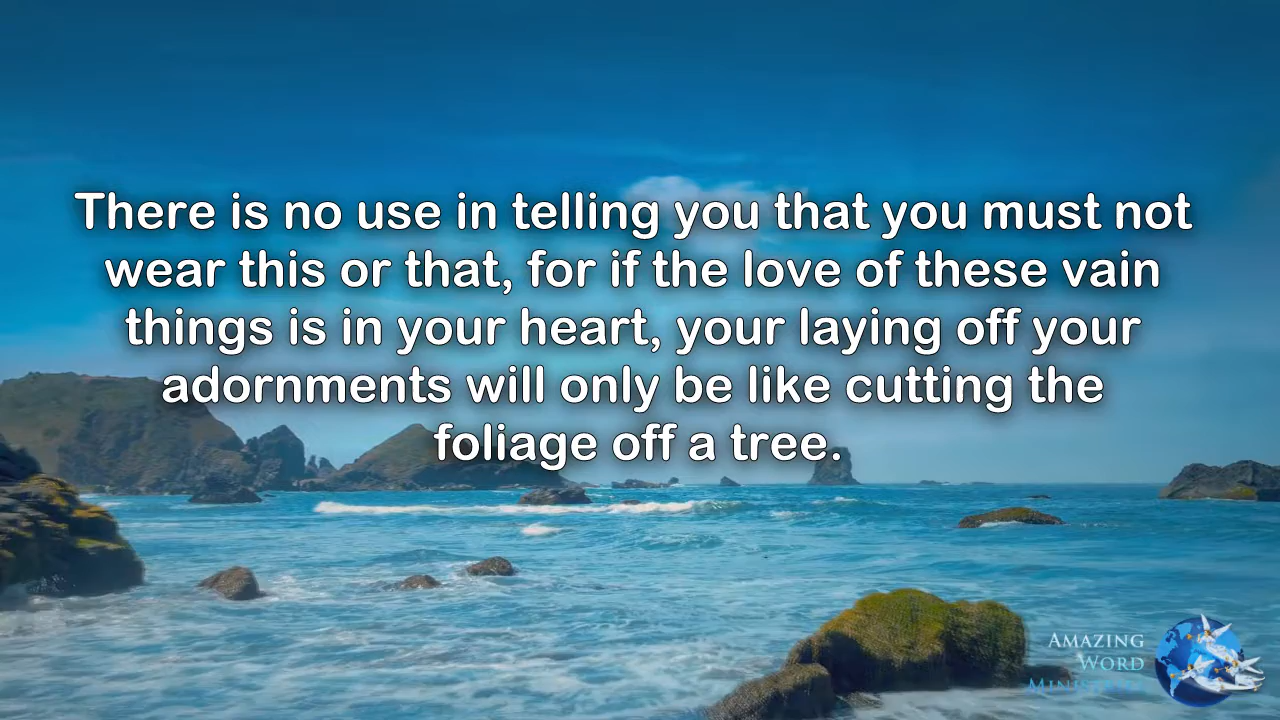 There is no use in telling you that you must not
wear this or that, for if the love of these vain
things is in your heart, your laying off your
adornments will only be like cutting the
foliage off a tree.
Amazing
Word
Ministries